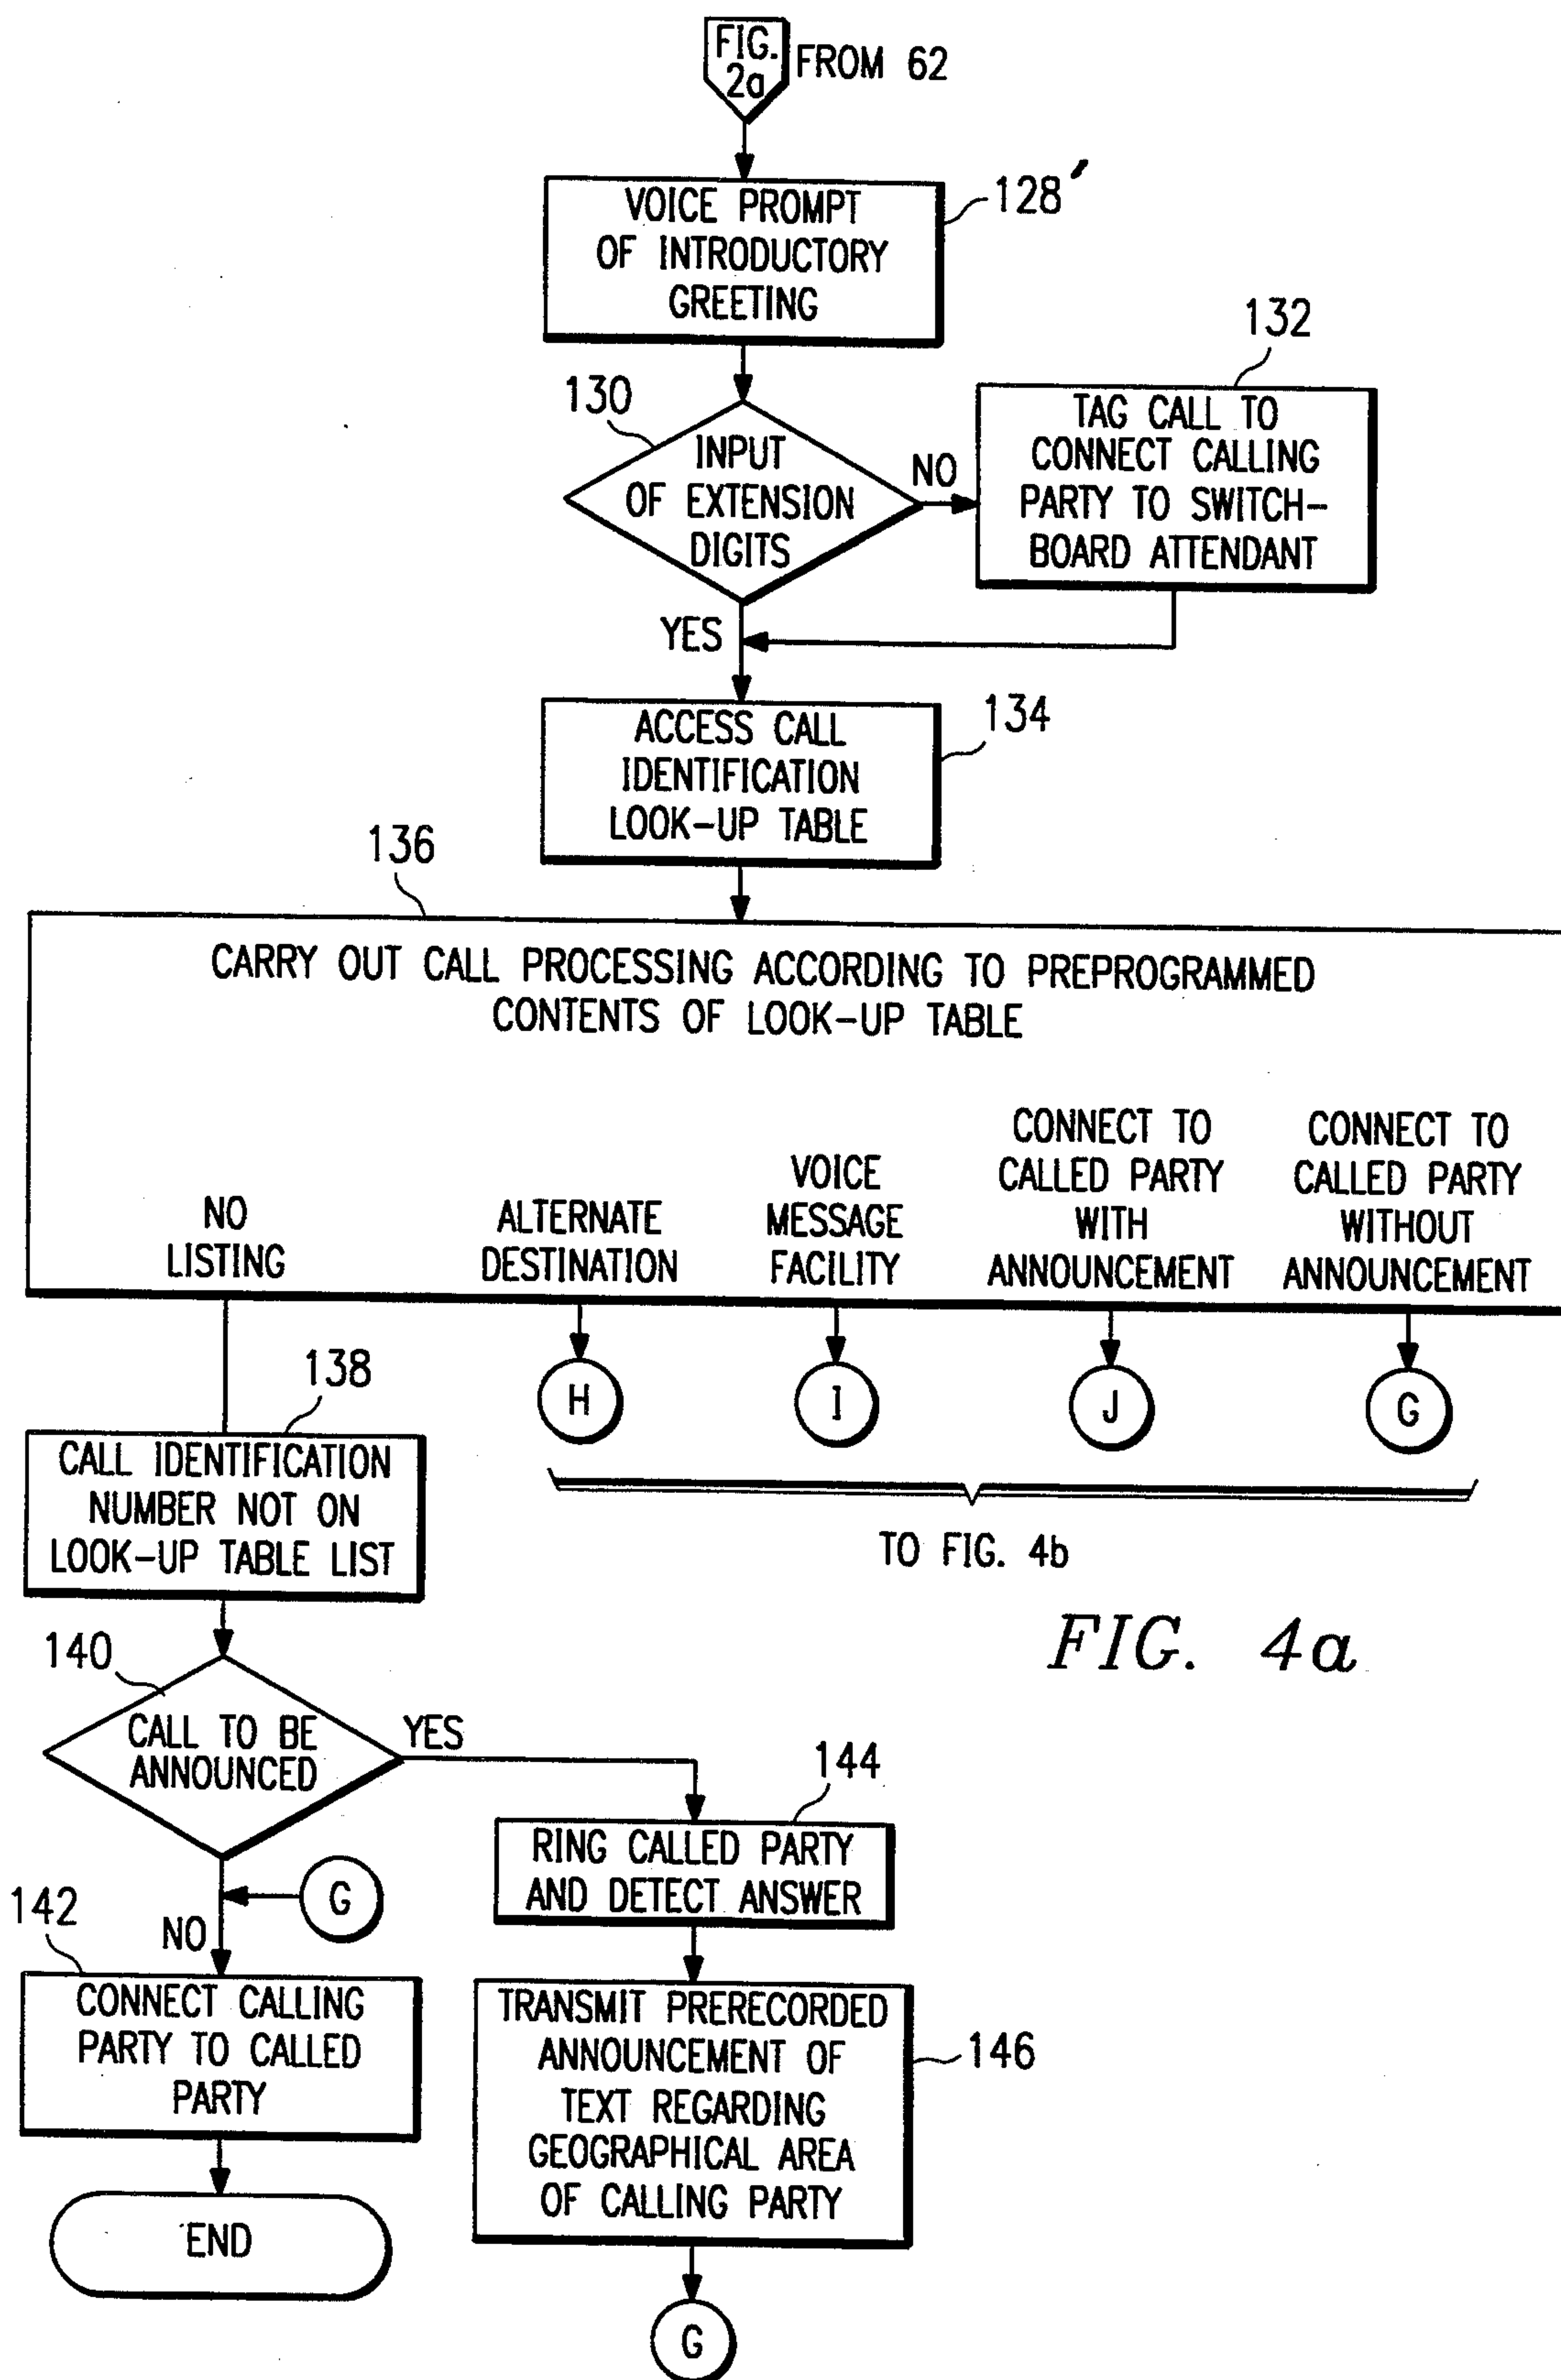 FIG.
2a
FROM 62
VOICE PROMPT
OF INTRODUCTORY
GREETING
128'
130
INPUT
OF EXTENSION
DIGITS
NO
132
TAG CALL TO
CONNECT CALLING
PARTY TO SWITCH-
BOARD ATTENDANT
YES
ACCESS CALL
IDENTIFICATION
LOOK-UP TABLE
134
136
CARRY OUT CALL PROCESSING ACCORDING TO PREPROGRAMMED
CONTENTS OF LOOK-UP TABLE
NO
LISTING
ALTERNATE
DESTINATION
VOICE
MESSAGE
FACILITY
CONNECT TO
CALLED PARTY
WITH
ANNOUNCEMENT
CONNECT TO
CALLED PARTY
WITHOUT
ANNOUNCEMENT
H
I
J
G
TO FIG. 4b
138
CALL IDENTIFICATION
NUMBER NOT ON
LOOK-UP TABLE LIST
FIG. 4a
140
CALL TO BE
ANNOUNCED
YES
144
RING CALLED PARTY
AND DETECT ANSWER
G
NO
142
CONNECT CALLING
PARTY TO CALLED
PARTY
END
TRANSMIT PRERECORDED
ANNOUNCEMENT OF
TEXT REGARDING
GEOGRAPHICAL AREA
OF CALLING PARTY
146
G